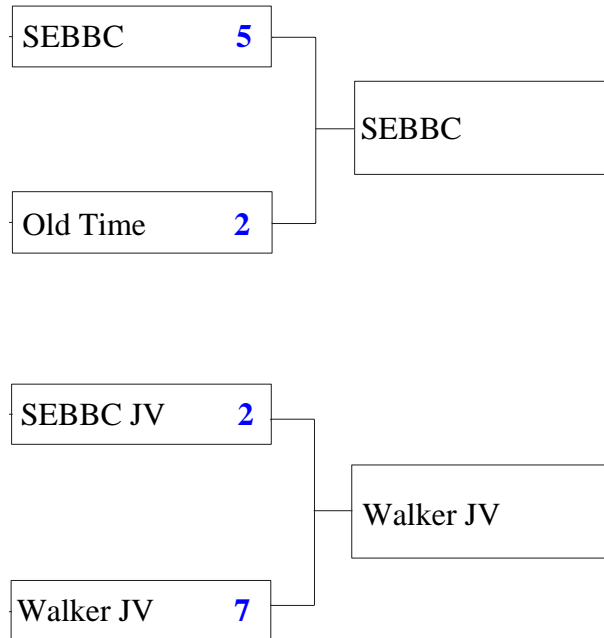 SEBBC 5
SEBBC
Old Time 2
SEBBC JV 2
Walker JV
Walker JV 7